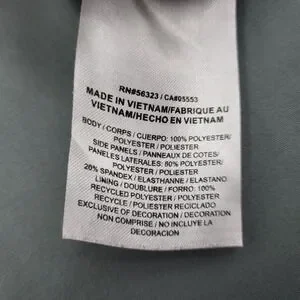 RN#56323 / CA#05553
MADE IN VIETNAM/FABRIQUE AU
VIETNAM/HECHO EN VIETNAM
BODY / CORPS / CUERPO: 100% POLYESTER/
POLYESTER / POLIESTER
SIDE PANELS / PANNEAUX DE COTES/
PANELES LATERALES: 80% POLYESTER/
POLYESTER / POLIESTER
20% SPANDEX / ELASTHANNE / ELASTANO
LINING / DOUBLURE / FORRO: 100%
RECYCLED POLYESTER / POLYESTER
RECYCLE / POLIESTER RECICLADO
EXCLUSIVE OF DECORATION / DECORATION
NON COMPRISE / NO INCLUYE LA
DECORACION